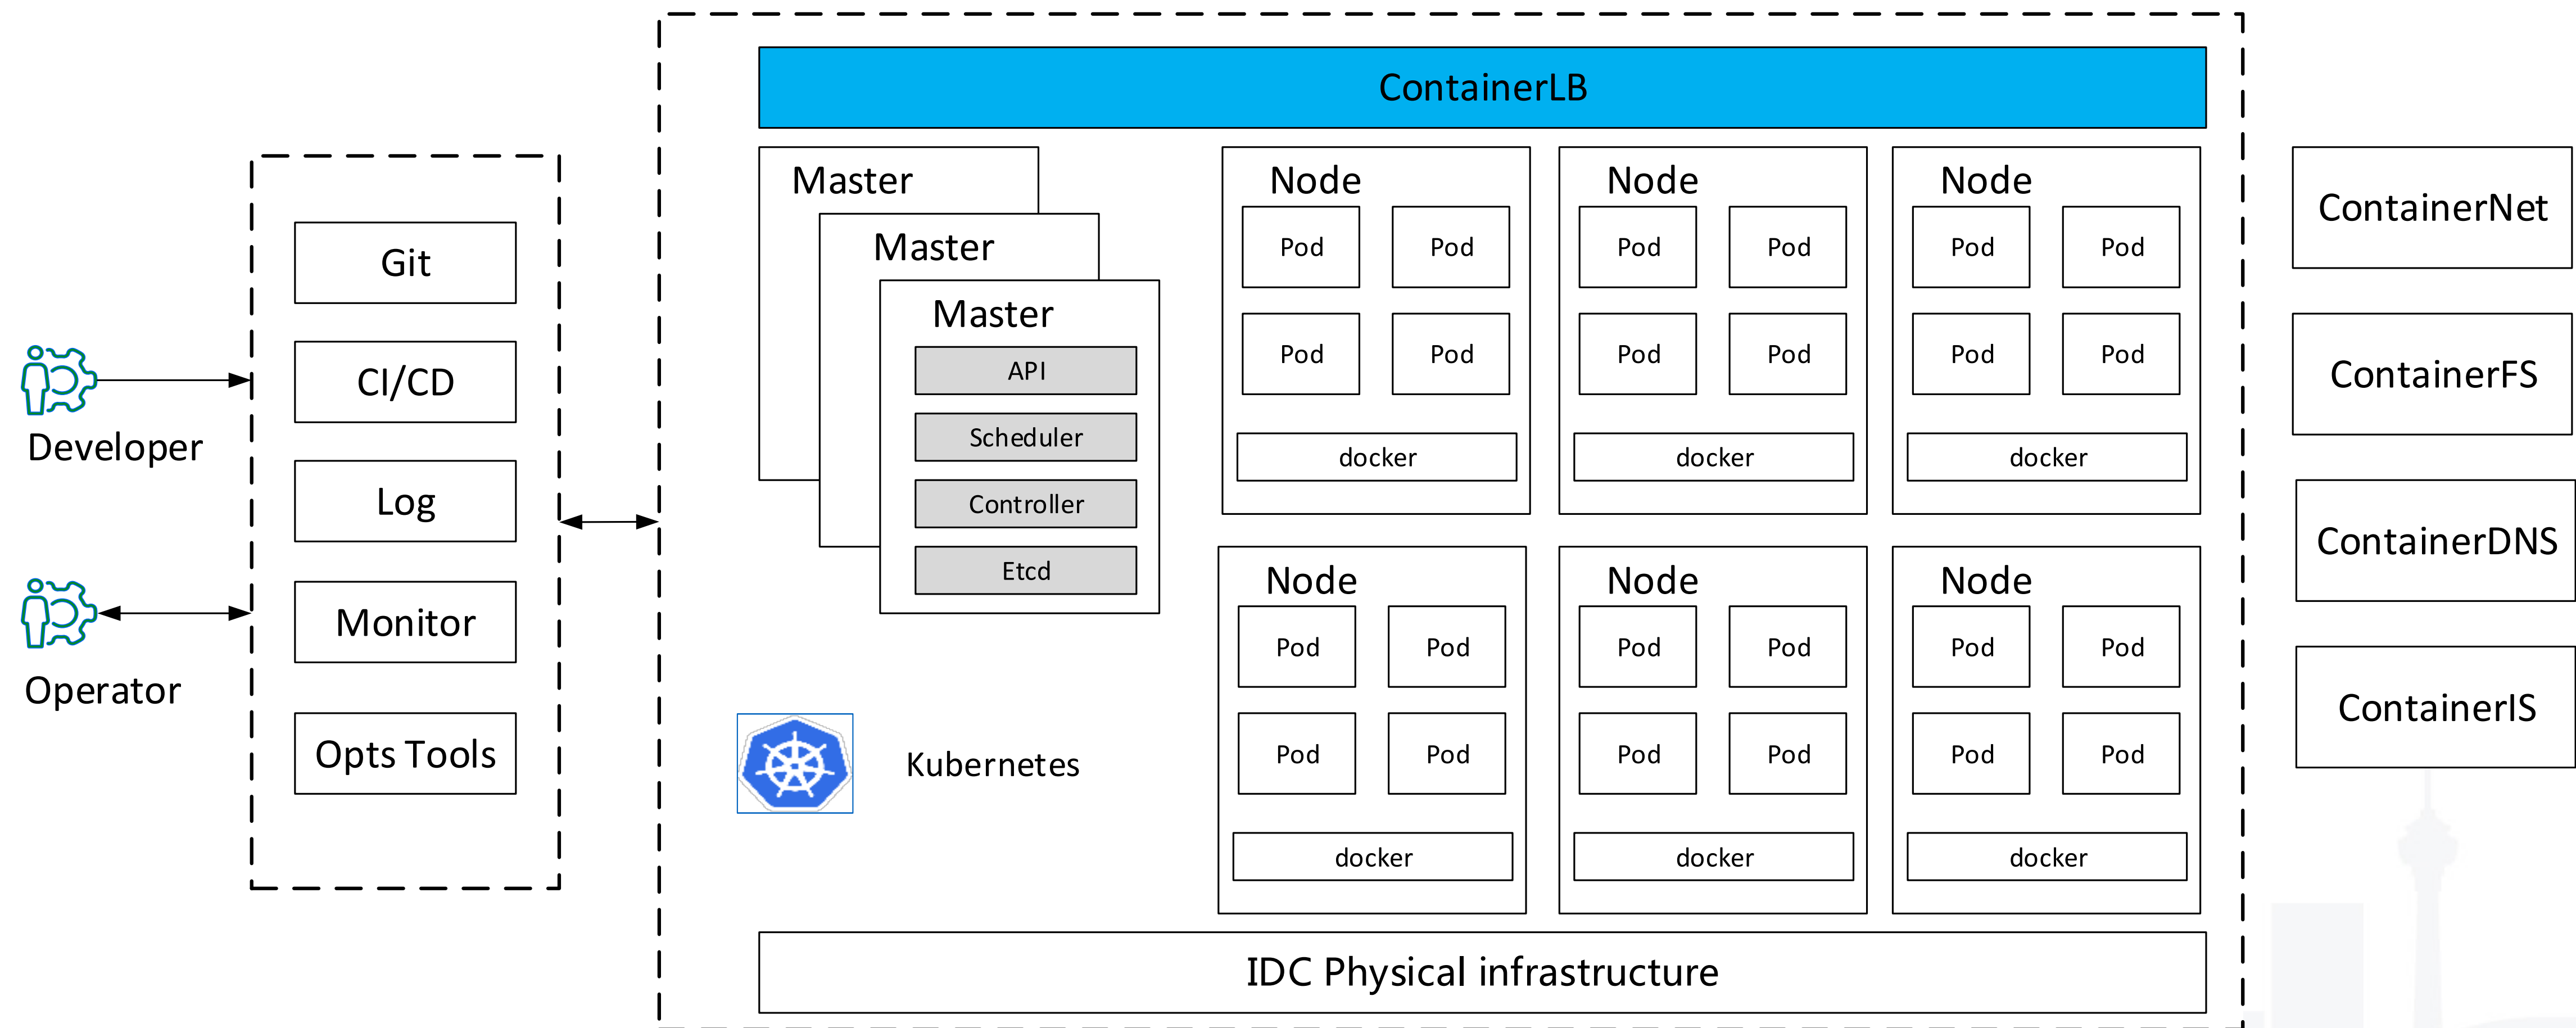 ContainerLB
Developer
Operator
Git
CI/CD
Log
Monitor
Opts Tools
Master
Master
Master
API
Scheduler
Controller
Etcd
Kubernetes
Node
Pod
Pod
Pod
Pod
docker
Node
Pod
Pod
Pod
Pod
docker
Node
Pod
Pod
Pod
Pod
docker
Node
Pod
Pod
Pod
Pod
docker
Node
Pod
Pod
Pod
Pod
docker
Node
Pod
Pod
Pod
Pod
docker
IDC Physical infrastructure
ContainerNet
ContainerFS
ContainerDNS
ContainerIS